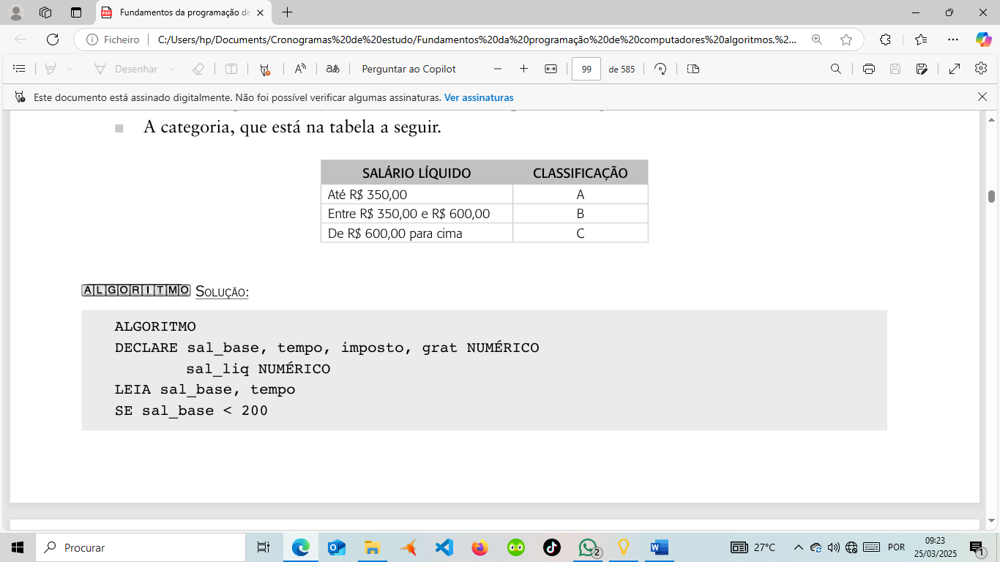 Fundamentos da programação de
Ficheiro
C:/Users/hp/Documents/Cronogramas%20de%20estudo/Fundamentos%20da%20programação%20de%20computadores%20algoritmos,%2...
Desenhar
Perguntar ao Copilot
99
de 585
Este documento está assinado digitalmente. Não foi possível verificar algumas assinaturas. Ver assinaturas
A categoria, que está na tabela a seguir.
SALÁRIO LÍQUIDO CLASSIFICAÇÃO
Até R$ 350,00 A
Entre R$ 350,00 e R$ 600,00 B
De R$ 600,00 para cima C
ALGORITMO SOLUÇÃO:
ALGORITMO
DECLARE sal_base, tempo, imposto, grat NUMÉRICO
sal_liq NUMÉRICO
LEIA sal_base, tempo
SE sal_base < 200
Procurar
2
27°C
POR
09:23
25/03/2025
1